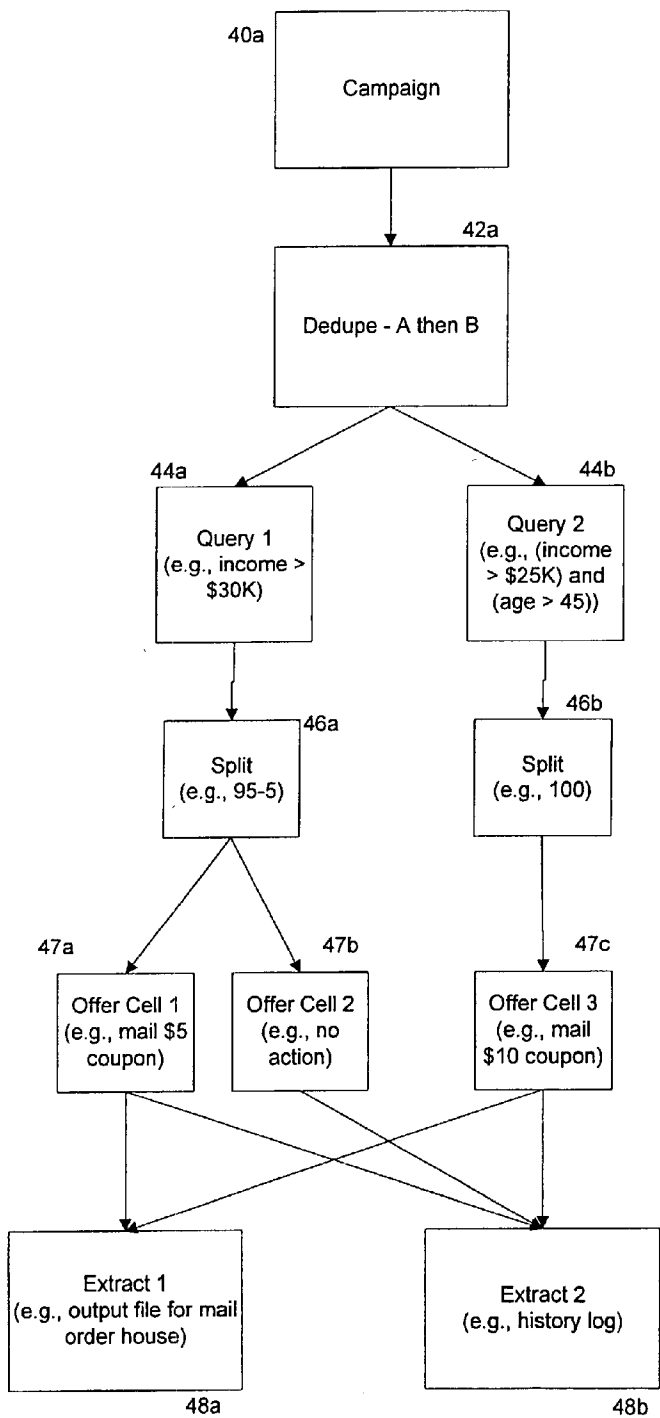 40a
Campaign
42a
Dedupe - A then B
44a
Query 1
(e.g., income >
$30K)
44b
Query 2
(e.g., (income
> $25K) and
(age > 45))
46a
Split
(e.g., 95-5)
46b
Split
(e.g., 100)
47a
Offer Cell 1
(e.g., mail $5
coupon)
47b
Offer Cell 2
(e.g., no
action)
47c
Offer Cell 3
(e.g., mail
$10 coupon)
Extract 1
(e.g., output file for mail
order house)
48a
Extract 2
(e.g., history log)
48b